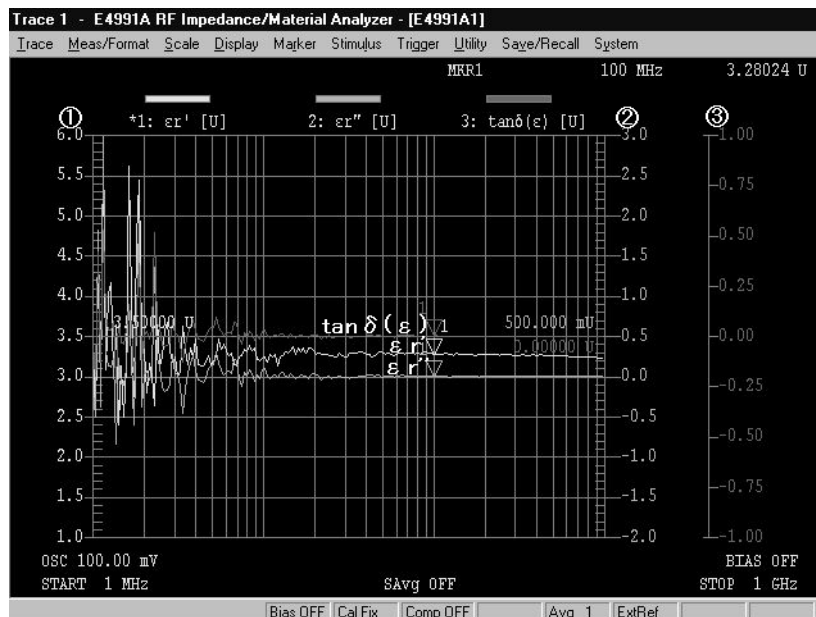 Trace 1 - E4991A RF Impedance/Material Analyzer - [E4991A1]
Trace Meas/Format Scale Display Marker Stimulus Trigger Utility Save/Recall System
MKR1 100 MHz 3.28024 U
① *1: εr' [U] 2: εr" [U] 3: tanδ(ε) [U] ② ③
6.0 3.0 1.00
5.5 2.5 0.75
5.0 2.0 0.50
4.5 1.5
4.0 1.0 0.25
3.50000 U tan δ ( ε ) 1 1 500.000 mU
3.5 εr' 0.5 0.00
0.00000 U
3.0 εr'' 0.0 -0.25
2.5 -0.5 -0.50
2.0 -1.0 -0.75
1.5 -1.5
1.0 -2.0 -1.00
OSC 100.00 mV BIAS OFF
START 1 MHz SAvg OFF STOP 1 GHz
Bias OFF Cal Fix Comp OFF Avg 1 ExtRef